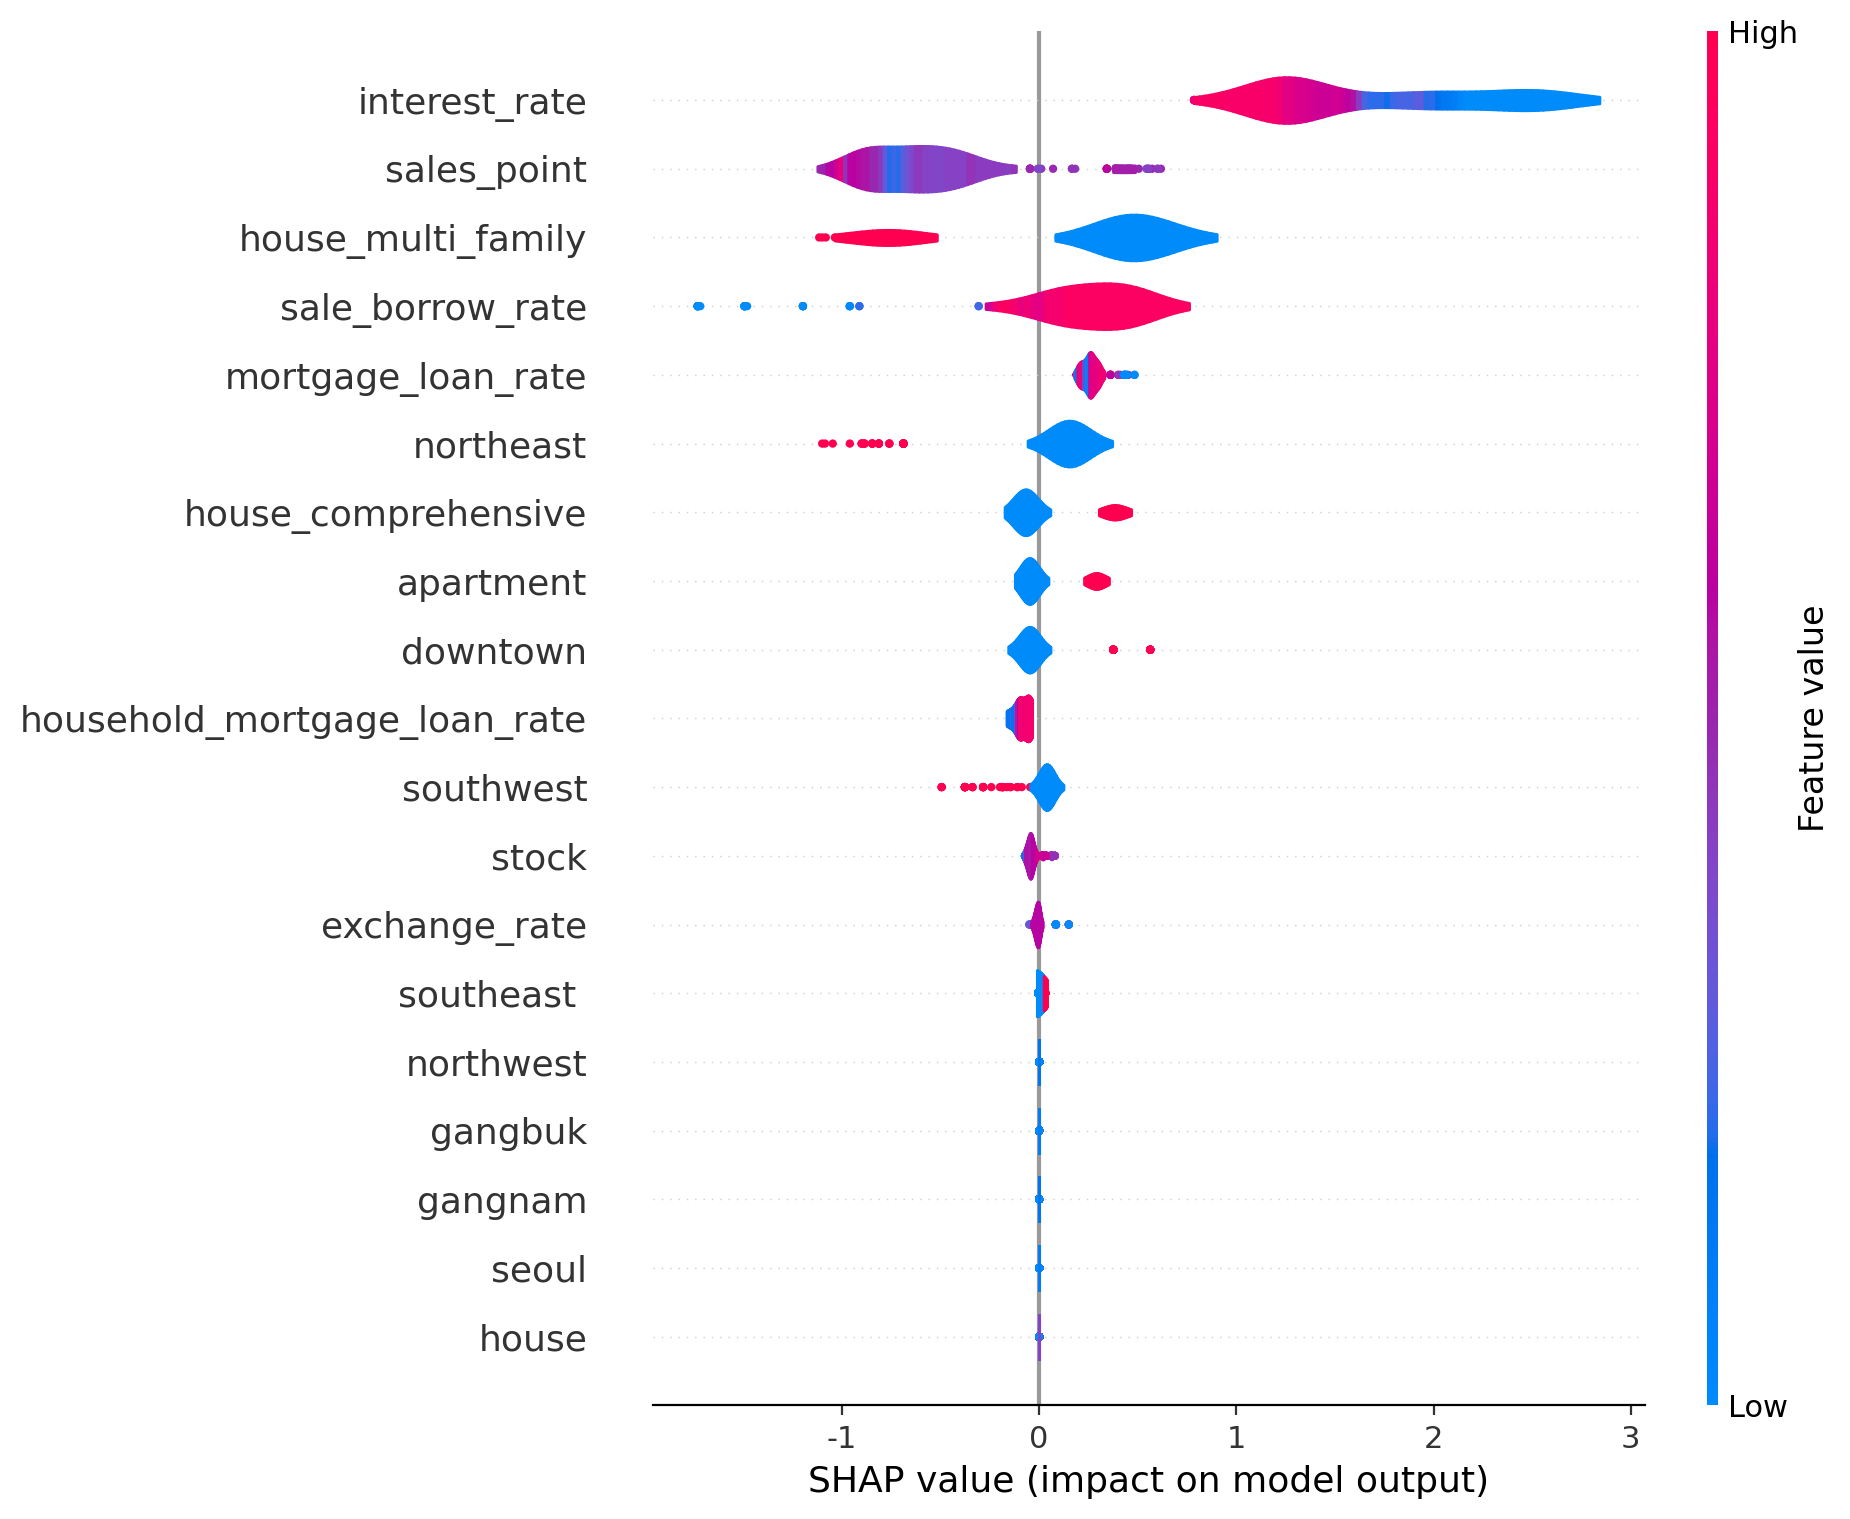 High
interest_rate
sales_point
house_multi_family
sale_borrow_rate
mortgage_loan_rate
northeast
house_comprehensive
apartment
downtown
household_mortgage_loan_rate
southwest
stock
exchange_rate
southeast
northwest
gangbuk
gangnam
seoul
house
Feature value
Low
-1 0 1 2 3
SHAP value (impact on model output)